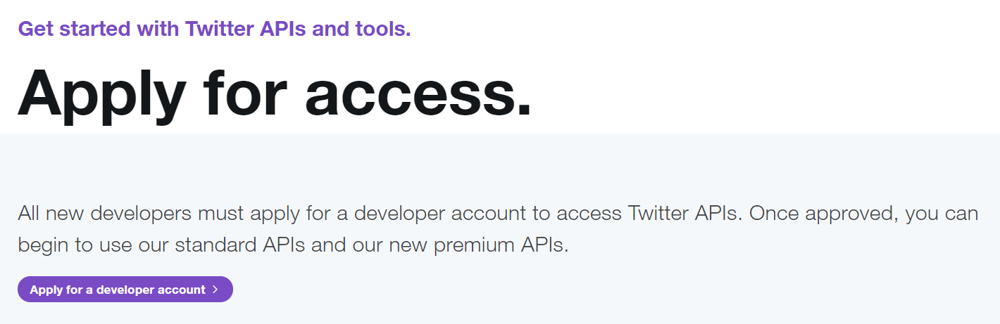 Get started with Twitter APIs and tools.
Apply for access.
All new developers must apply for a developer account to access Twitter APIs. Once approved, you can
begin to use our standard APIs and our new premium APIs.
Apply for a developer account